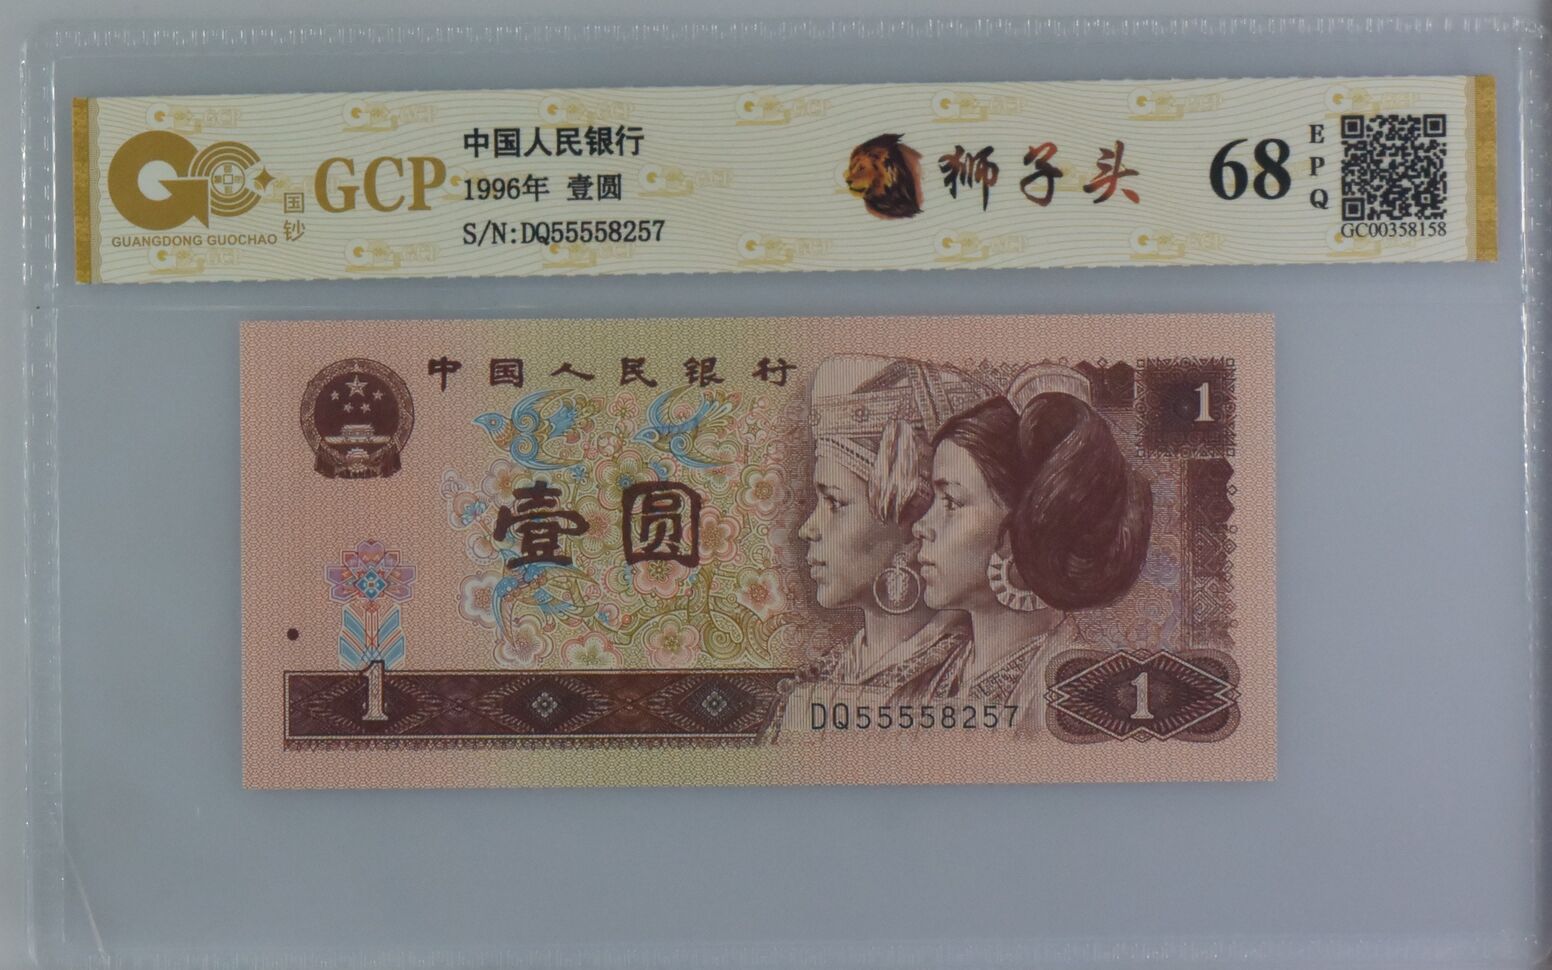 GCP
国钞
GUANGDONG GUOCHAO
中国人民银行
1996年 壹圆
S/N:DQ55558257
狮子头
68
EPQ
GC00358158
中国人民银行
1
壹圆
1
DQ55558257
1